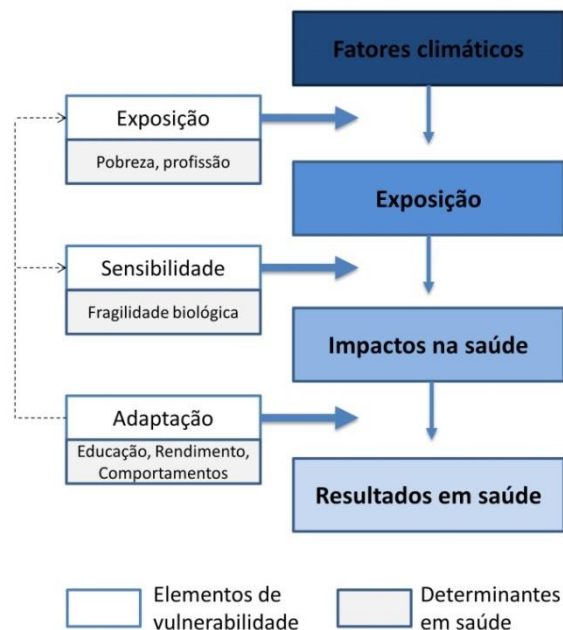 Fatores climáticos
Exposição
Pobreza, profissão
Exposição
Sensibilidade
Fragilidade biológica
Impactos na saúde
Adaptação
Educação, Rendimento,
Comportamentos
Resultados em saúde
Elementos de
vulnerabilidade
Determinantes
em saúde